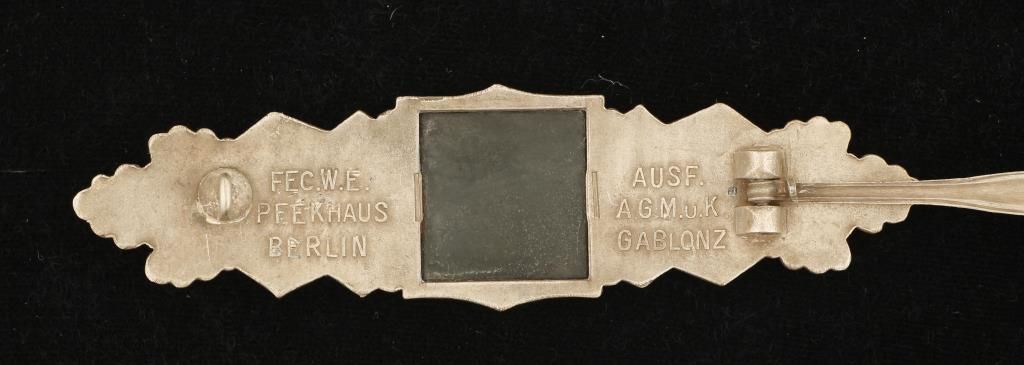 FEC.W.E.
PEEKHAUS
BERLIN
AUSF.
A G.M.u.K
GABLONZ